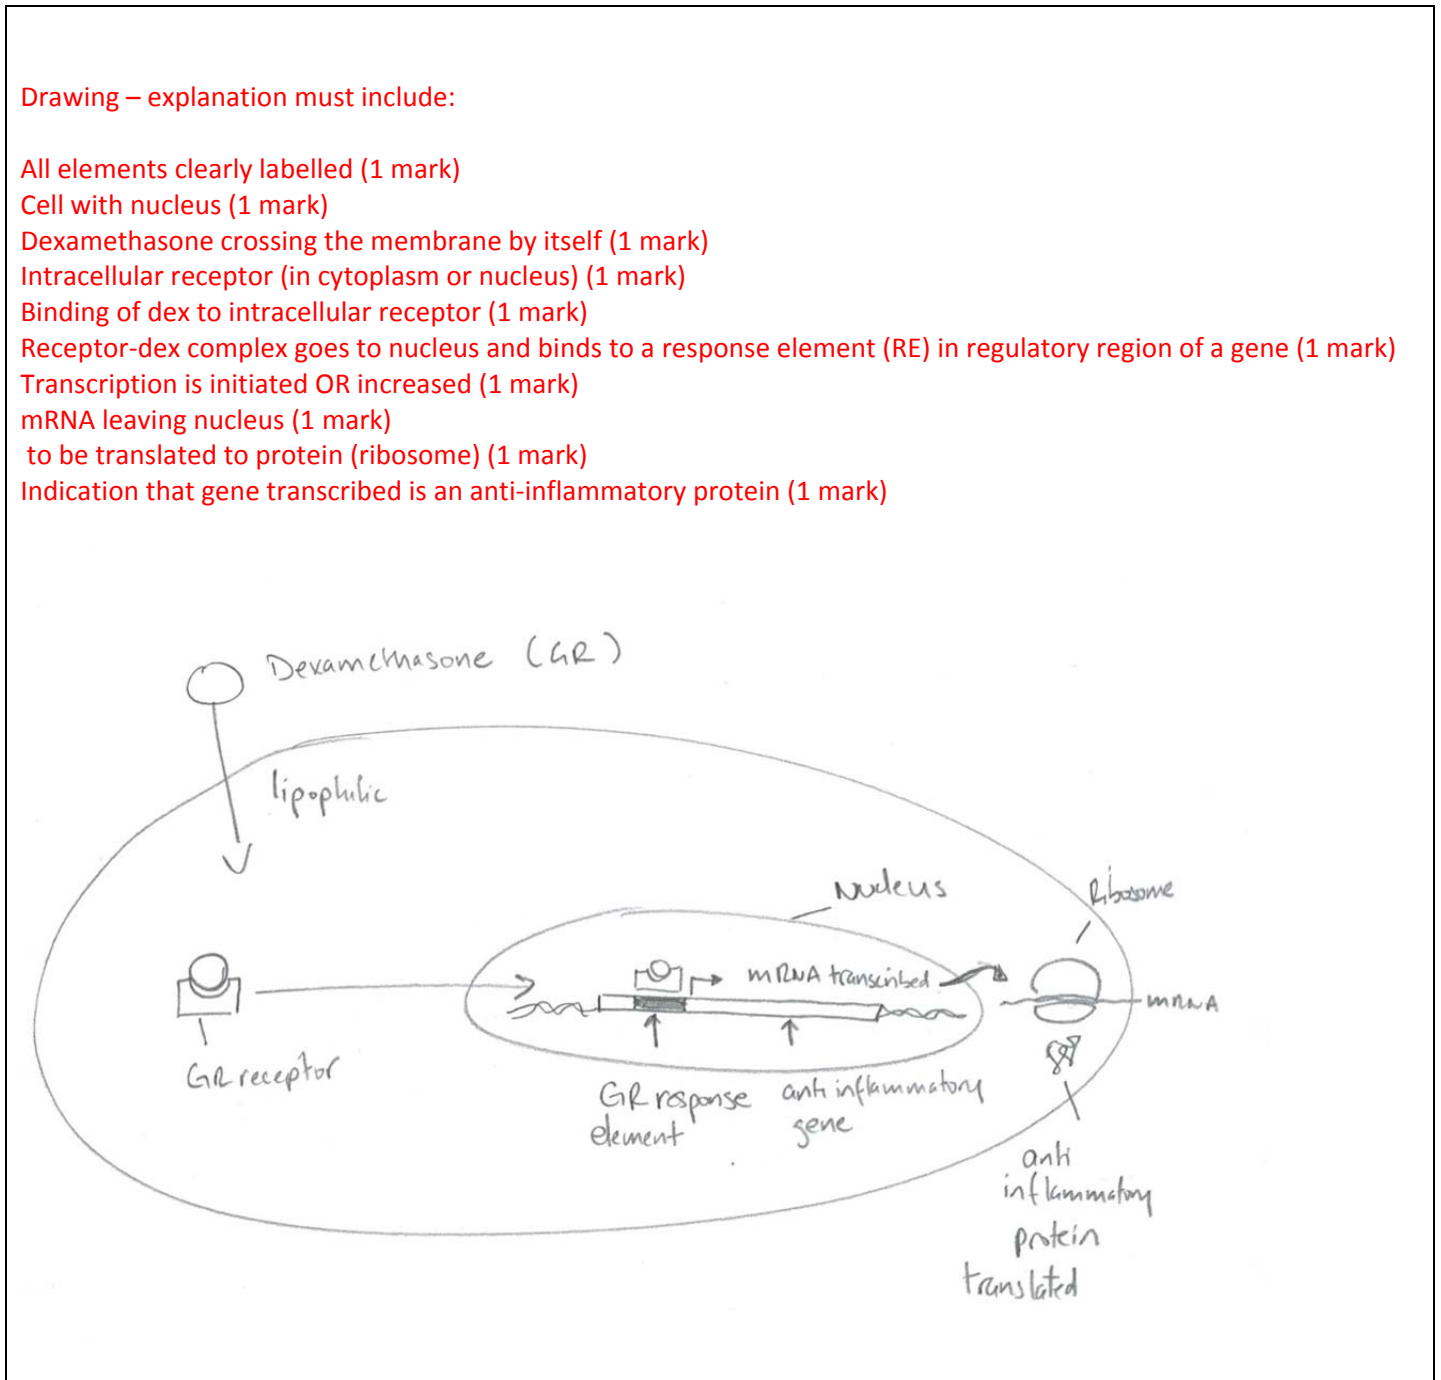 Drawing – explanation must include:
All elements clearly labelled (1 mark)
Cell with nucleus (1 mark)
Dexamethasone crossing the membrane by itself (1 mark)
Intracellular receptor (in cytoplasm or nucleus) (1 mark)
Binding of dex to intracellular receptor (1 mark)
Receptor-dex complex goes to nucleus and binds to a response element (RE) in regulatory region of a gene (1 mark)
Transcription is initiated OR increased (1 mark)
mRNA leaving nucleus (1 mark)
to be translated to protein (ribosome) (1 mark)
Indication that gene transcribed is an anti-inflammatory protein (1 mark)
Dexamethasone (GR)
lipophilic
Nucleus
Ribosome
mRNA transcribed
mRNA
GR receptor
GR response
element
anti inflammatory
gene
anti
inflammatory
protein
translated